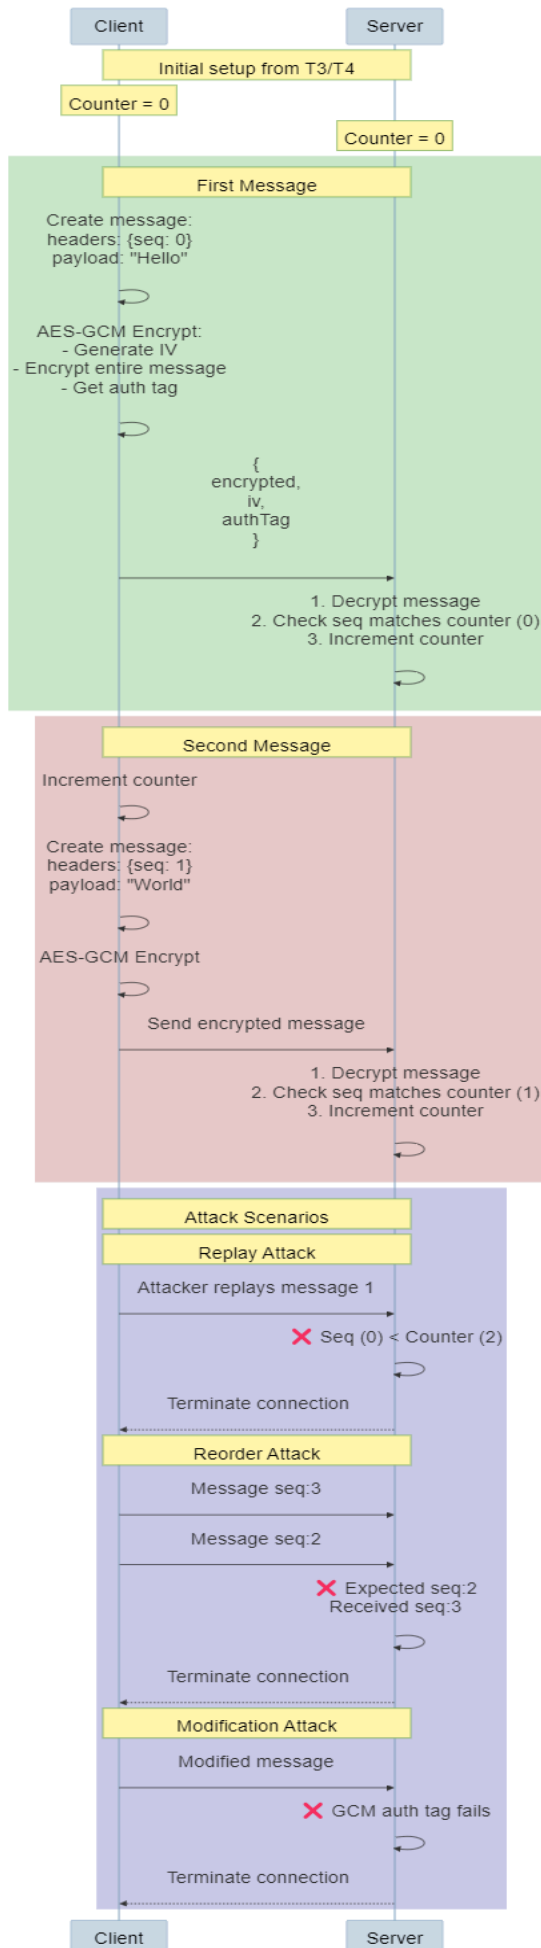 Client
Server
Initial setup from T3/T4
Counter = 0
Counter = 0
First Message
Create message:
headers: {seq: 0}
payload: "Hello"
AES-GCM Encrypt:
- Generate IV
- Encrypt entire message
- Get auth tag
{
encrypted,
iv,
authTag
}
1. Decrypt message
2. Check seq matches counter (0)
3. Increment counter
Second Message
Increment counter
Create message:
headers: {seq: 1}
payload: "World"
AES-GCM Encrypt
Send encrypted message
1. Decrypt message
2. Check seq matches counter (1)
3. Increment counter
Attack Scenarios
Replay Attack
Attacker replays message 1
❌ Seq (0) < Counter (2)
Terminate connection
Reorder Attack
Message seq:3
Message seq:2
❌ Expected seq:2
Received seq:3
Terminate connection
Modification Attack
Modified message
❌ GCM auth tag fails
Terminate connection
Client
Server